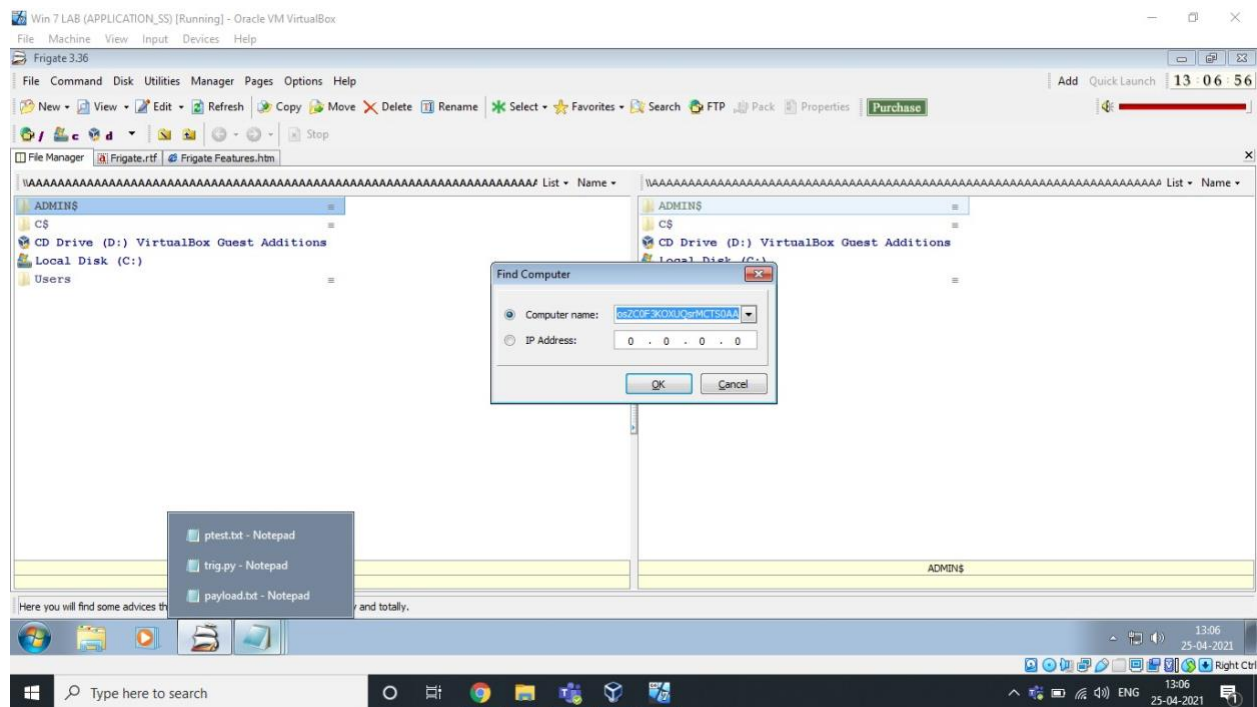 Win 7 LAB (APPLICATION_SS) [Running] - Oracle VM VirtualBox
File Machine View Input Devices Help
Frigate 3.36
File Command Disk Utilities Manager Pages Options Help Add Quick Launch 13:06:56
New View Edit Refresh Copy Move Delete Rename Select Favorites Search FTP Pack Properties Purchase
/ c d Stop
File Manager Frigate.rtf Frigate Features.htm
List Name List Name
ADMIN$ ADMIN$
C$ C$
CD Drive (D:) VirtualBox Guest Additions CD Drive (D:) VirtualBox Guest Additions
Local Disk (C:) Local Disk (C:)
Users
Find Computer
Computer name:
IP Address: 0 . 0 . 0 . 0
OK Cancel
ptest.txt - Notepad
trig.py - Notepad
payload.txt - Notepad
ADMIN$
Here you will find some advices th and totally.
13:06
25-04-2021
Right Ctrl
Type here to search
ENG
13:06
25-04-2021